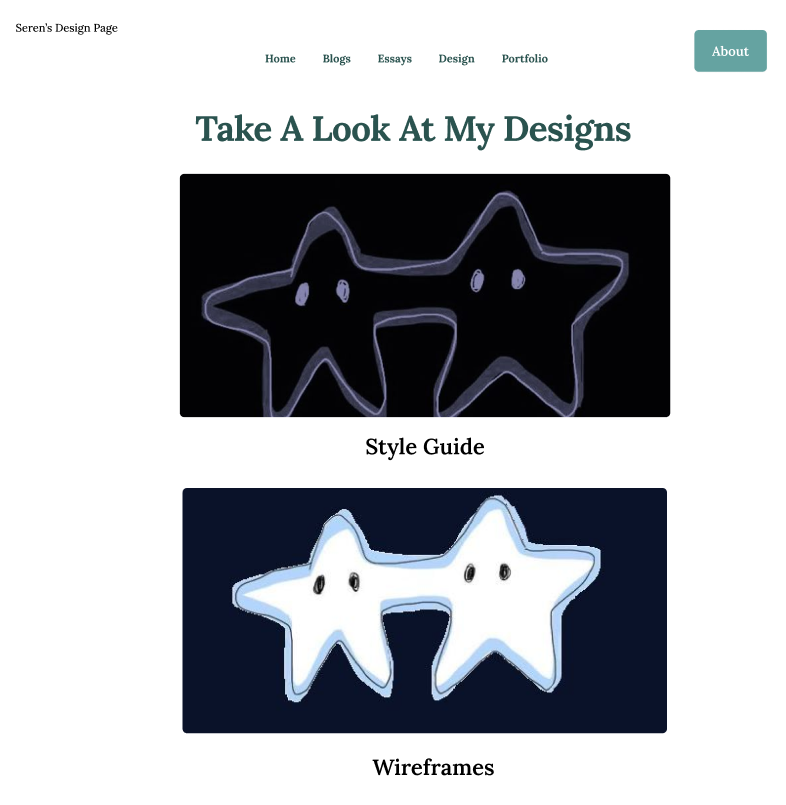 Seren's Design Page
Home Blogs Essays Design Portfolio
About
Take A Look At My Designs
Style Guide
Wireframes